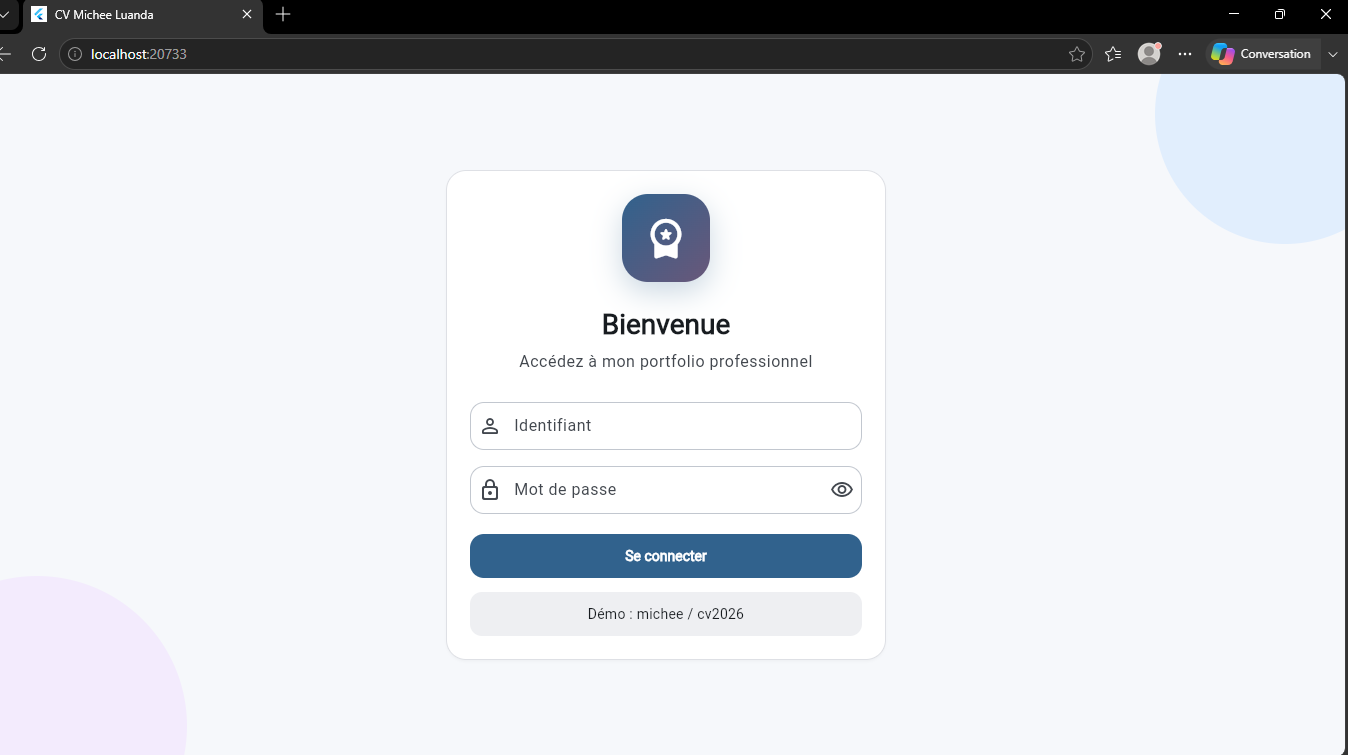 CV Michee Luanda
localhost:20733
Conversation
Bienvenue
Accédez à mon portfolio professionnel
Identifiant
Mot de passe
Se connecter
Démo : michee / cv2026